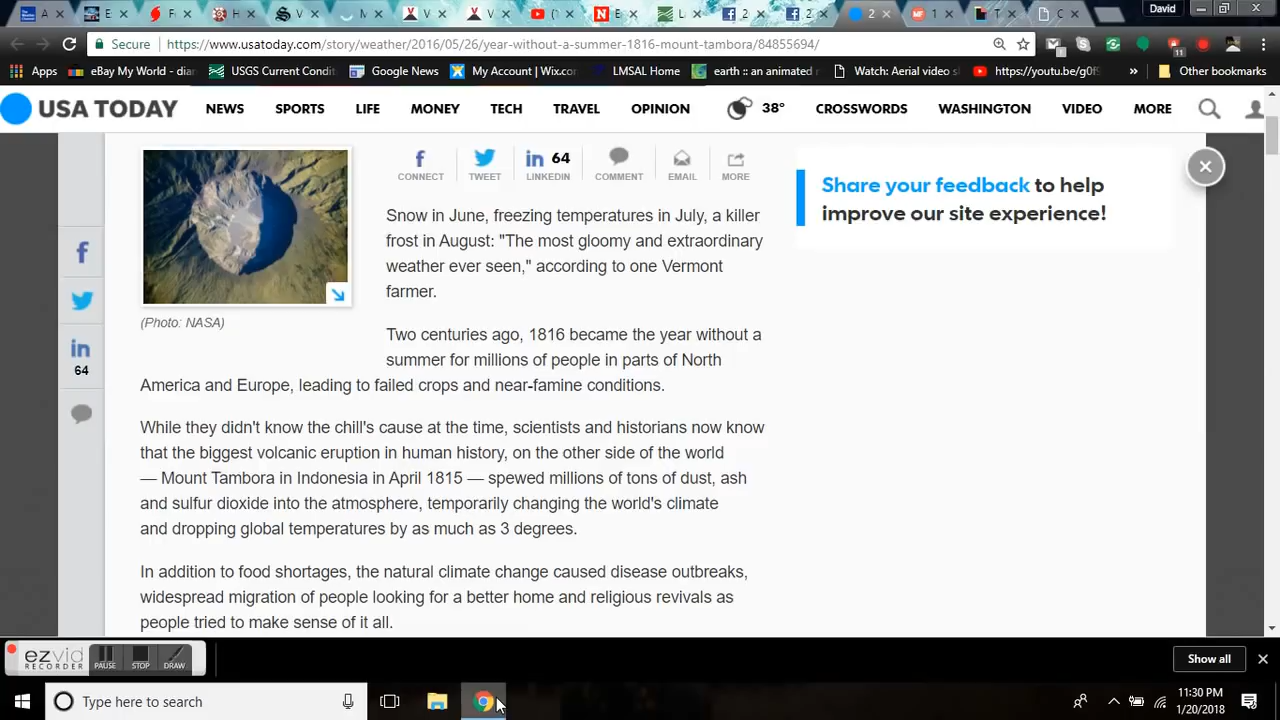 David
Secure https://www.usatoday.com/story/weather/2016/05/26/year-without-a-summer-1816-mount-tambora/84855694/
11
Apps eBay My World - dian USGS Current Condit Google News My Account | Wix.com LMSAL Home earth :: an animated Watch: Aerial video s https://youtu.be/g0f » Other bookmarks
USA TODAY NEWS SPORTS LIFE MONEY TECH TRAVEL OPINION 38° CROSSWORDS WASHINGTON VIDEO MORE
f 64
CONNECT TWEET LINKEDIN COMMENT EMAIL MORE
Share your feedback to help
improve our site experience!
Snow in June, freezing temperatures in July, a killer
frost in August: "The most gloomy and extraordinary
weather ever seen," according to one Vermont
farmer.
(Photo: NASA)
64
Two centuries ago, 1816 became the year without a
summer for millions of people in parts of North
America and Europe, leading to failed crops and near-famine conditions.
While they didn't know the chill's cause at the time, scientists and historians now know
that the biggest volcanic eruption in human history, on the other side of the world
— Mount Tambora in Indonesia in April 1815 — spewed millions of tons of dust, ash
and sulfur dioxide into the atmosphere, temporarily changing the world's climate
and dropping global temperatures by as much as 3 degrees.
In addition to food shortages, the natural climate change caused disease outbreaks,
widespread migration of people looking for a better home and religious revivals as
people tried to make sense of it all.
ezvid
RECORDER
PAUSE STOP DRAW
Show all
Type here to search
11:30 PM
1/20/2018